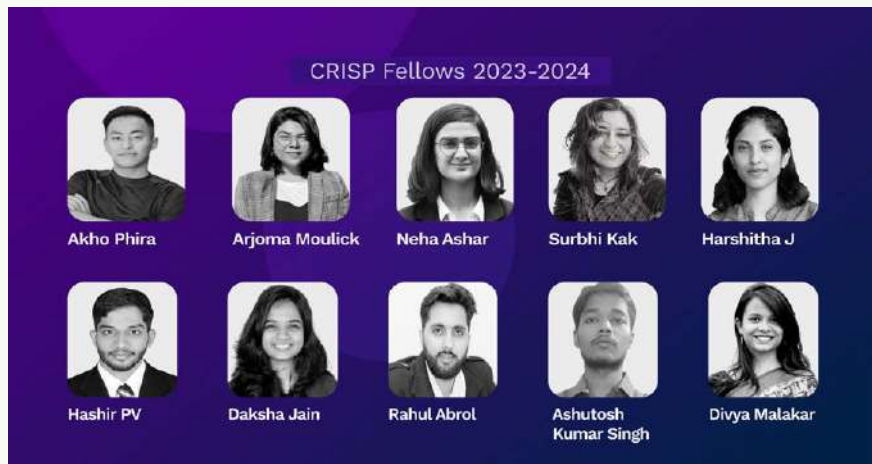 CRISP Fellows 2023-2024
Akho Phira
Arjoma Moulick
Neha Ashar
Surbhi Kak
Harshitha J
Hashir PV
Daksha Jain
Rahul Abrol
Ashutosh
Kumar Singh
Divya Malakar